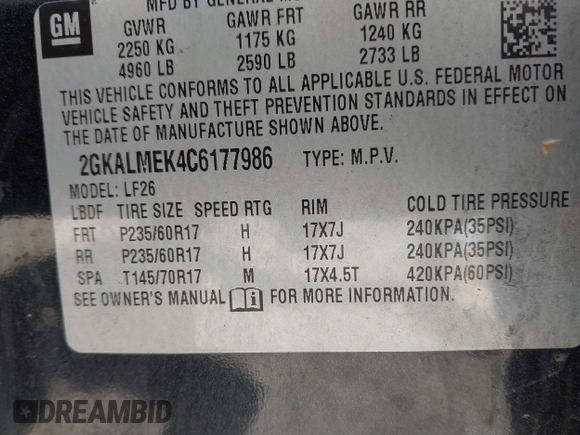 GM
MFD BY GENERAL MO
GVWR GAWR FRT GAWR RR
2250 KG 1175 KG 1240 KG
4960 LB 2590 LB 2733 LB
THIS VEHICLE CONFORMS TO ALL APPLICABLE U.S. FEDERAL MOTOR
VEHICLE SAFETY AND THEFT PREVENTION STANDARDS IN EFFECT ON
THE DATE OF MANUFACTURE SHOWN ABOVE.
2GKALMEK4C6177986 TYPE: M.P.V.
MODEL: LF26
LBDF TIRE SIZE SPEED RTG RIM COLD TIRE PRESSURE
FRT P235/60R17 H 17X7J 240KPA(35PSI)
RR P235/60R17 H 17X7J 240KPA(35PSI)
SPA T145/70R17 M 17X4.5T 420KPA(60PSI)
SEE OWNER'S MANUAL i FOR MORE INFORMATION.
DREAMBID